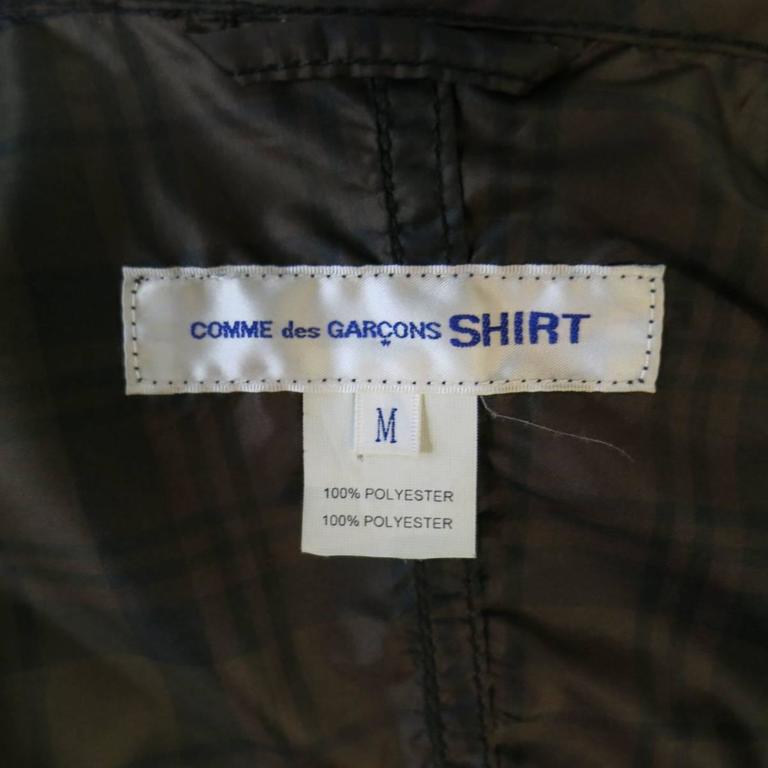 COMME des GARÇONS SHIRT
M
100% POLYESTER
100% POLYESTER